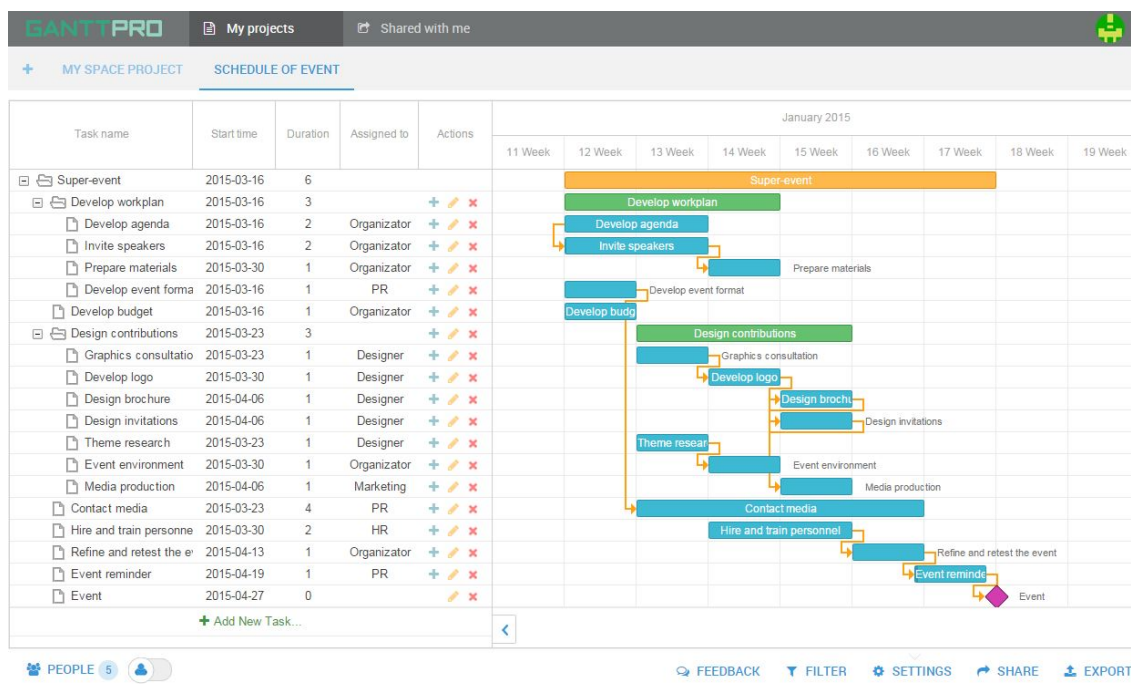 GANTTPRO My projects Shared with me
+ MY SPACE PROJECT SCHEDULE OF EVENT
January 2015
Task name Start time Duration Assigned to Actions
11 Week 12 Week 13 Week 14 Week 15 Week 16 Week 17 Week 18 Week 19 Week
Super-event 2015-03-16 6 Super-event
Develop workplan 2015-03-16 3 Develop workplan
Develop agenda 2015-03-16 2 Organizator Develop agenda
Invite speakers 2015-03-16 2 Organizator Invite speakers
Prepare materials 2015-03-30 1 Organizator Prepare materials
Develop event forma 2015-03-16 1 PR Develop event format
Develop budget 2015-03-16 1 Organizator Develop budg
Design contributions 2015-03-23 3 Design contributions
Graphics consultatio 2015-03-23 1 Designer Graphics consultation
Develop logo 2015-03-30 1 Designer Develop logo
Design brochure 2015-04-06 1 Designer Design brochu
Design invitations 2015-04-06 1 Designer Design invitations
Theme research 2015-03-23 1 Designer Theme resear
Event environment 2015-03-30 1 Organizator Event environment
Media production 2015-04-06 1 Marketing Media production
Contact media 2015-03-23 4 PR Contact media
Hire and train personne 2015-03-30 2 HR Hire and train personnel
Refine and retest the e 2015-04-13 1 Organizator Refine and retest the event
Event reminder 2015-04-19 1 PR Event reminde
Event 2015-04-27 0 Event
+ Add New Task...
PEOPLE 5 FEEDBACK FILTER SETTINGS SHARE EXPORT